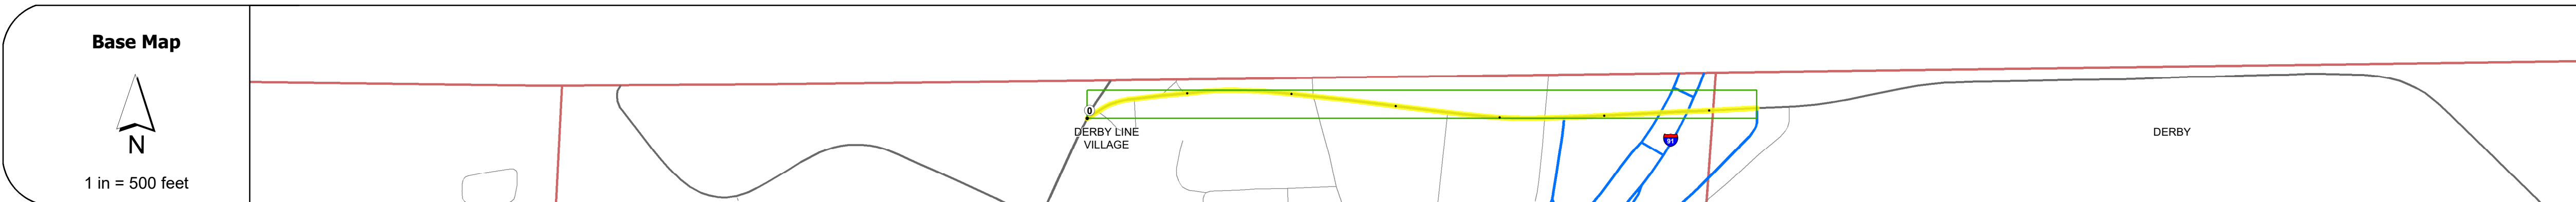 Base Map
N
1 in = 500 feet
0
DERBY LINE
VILLAGE
91
DERBY